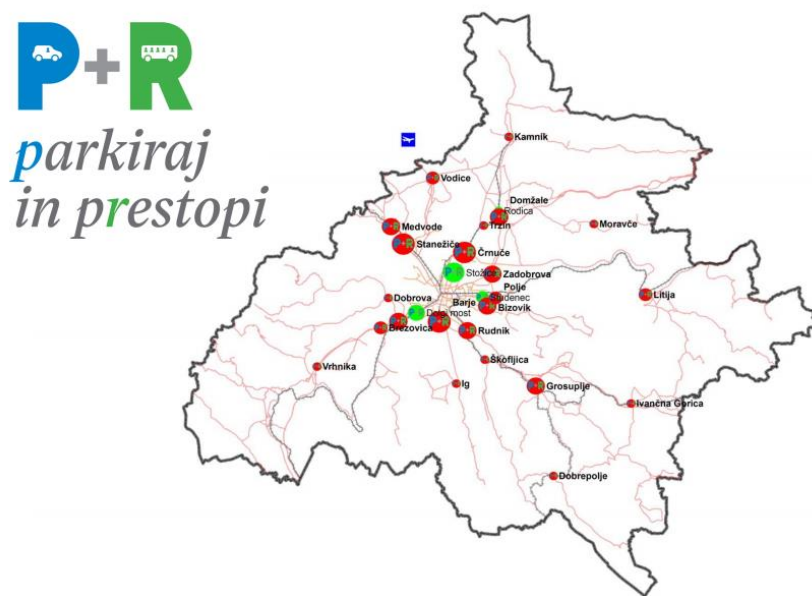 P+R
parkiraj
in prestopi
Kamnik
Vodice
Domžale
Rodica
Medvode
Trzin
Moravče
Stanežiče
Črnuče
Stožice
Zadobrova
Polje
Studenec
Litija
Dobrova
Barje
Bizovik
Dolgi most
Brezovica
Rudnik
Vrhnika
Škofljica
Ig
Grosuplje
Ivančna Gorica
Dobrepolje